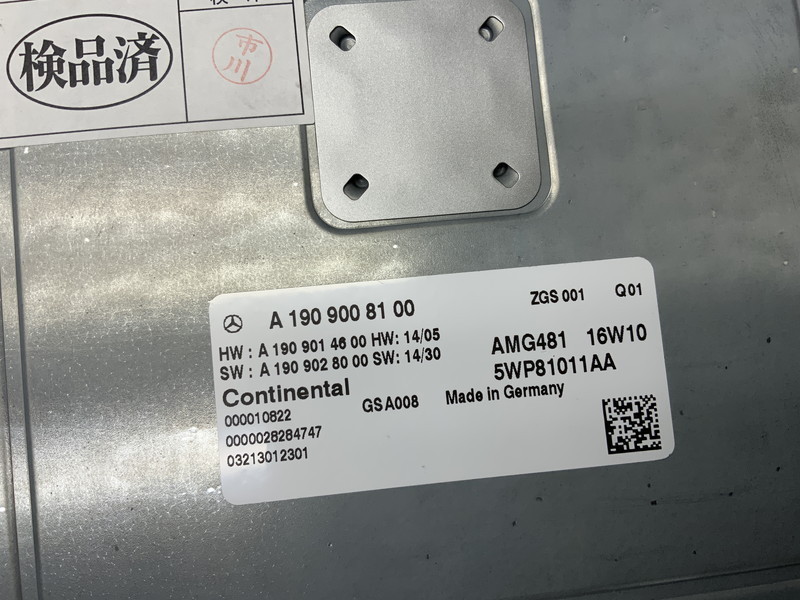 検品済
市川
A 190 900 81 00
ZGS 001
Q01
HW : A 190 901 46 00 HW: 14/05
SW : A 190 902 80 00 SW: 14/30
AMG481 16W10
5WP81011AA
Continental
GSA008
Made in Germany
000010822
0000028284747
03213012301